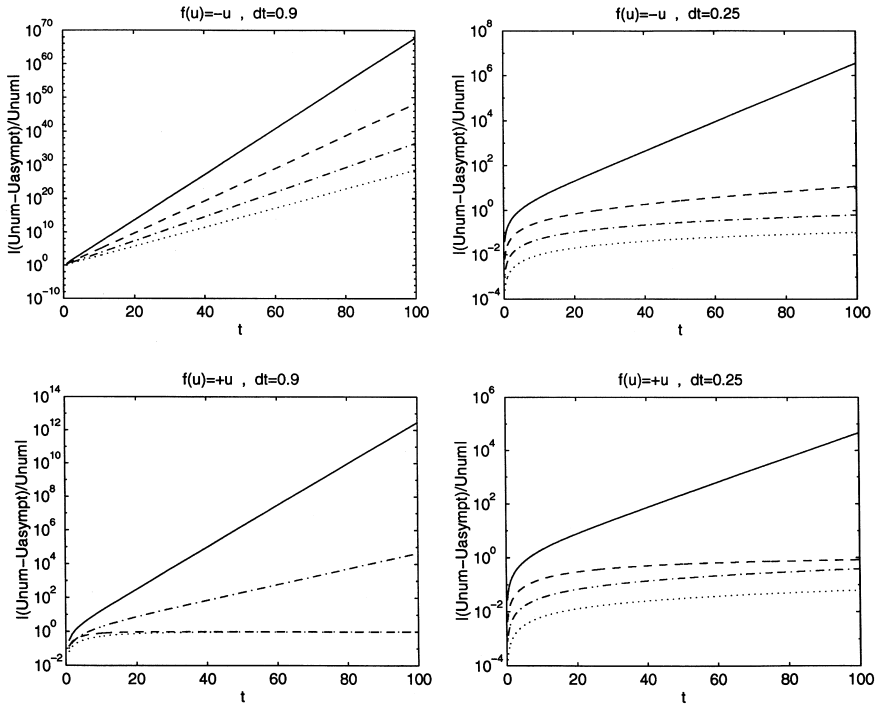 f(u)=−u , dt=0.9
10^70
10^60
10^50
10^40
10^30
10^20
10^10
10^0
10^−10
|(Unum−Uasympt)/Unum|
0 20 40 60 80 100
t
f(u)=−u , dt=0.25
10^8
10^6
10^4
10^2
10^0
10^−2
10^−4
|(Unum−Uasympt)/Unum|
0 20 40 60 80 100
t
f(u)=+u , dt=0.9
10^14
10^12
10^10
10^8
10^6
10^4
10^2
10^0
10^−2
|(Unum−Uasympt)/Unum|
0 20 40 60 80 100
t
f(u)=+u , dt=0.25
10^6
10^4
10^2
10^0
10^−2
10^−4
|(Unum−Uasympt)/Unum|
0 20 40 60 80 100
t